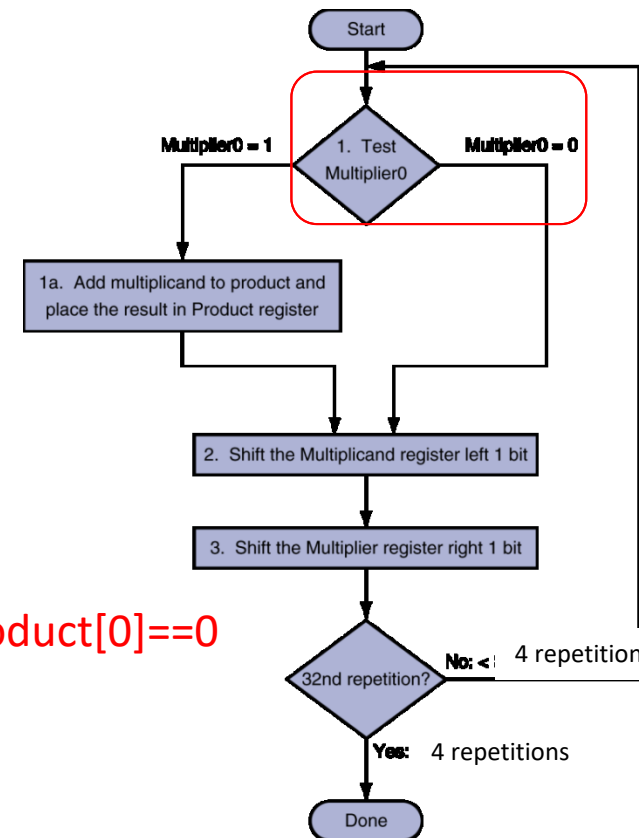 Start
Multiplier0 = 1
1. Test
Multiplier0
Multiplier0 = 0
1a. Add multiplicand to product and
place the result in Product register
2. Shift the Multiplicand register left 1 bit
3. Shift the Multiplier register right 1 bit
oduct[0]==0
32nd repetition?
No: < 4 repetition
Yes: 4 repetitions
Done